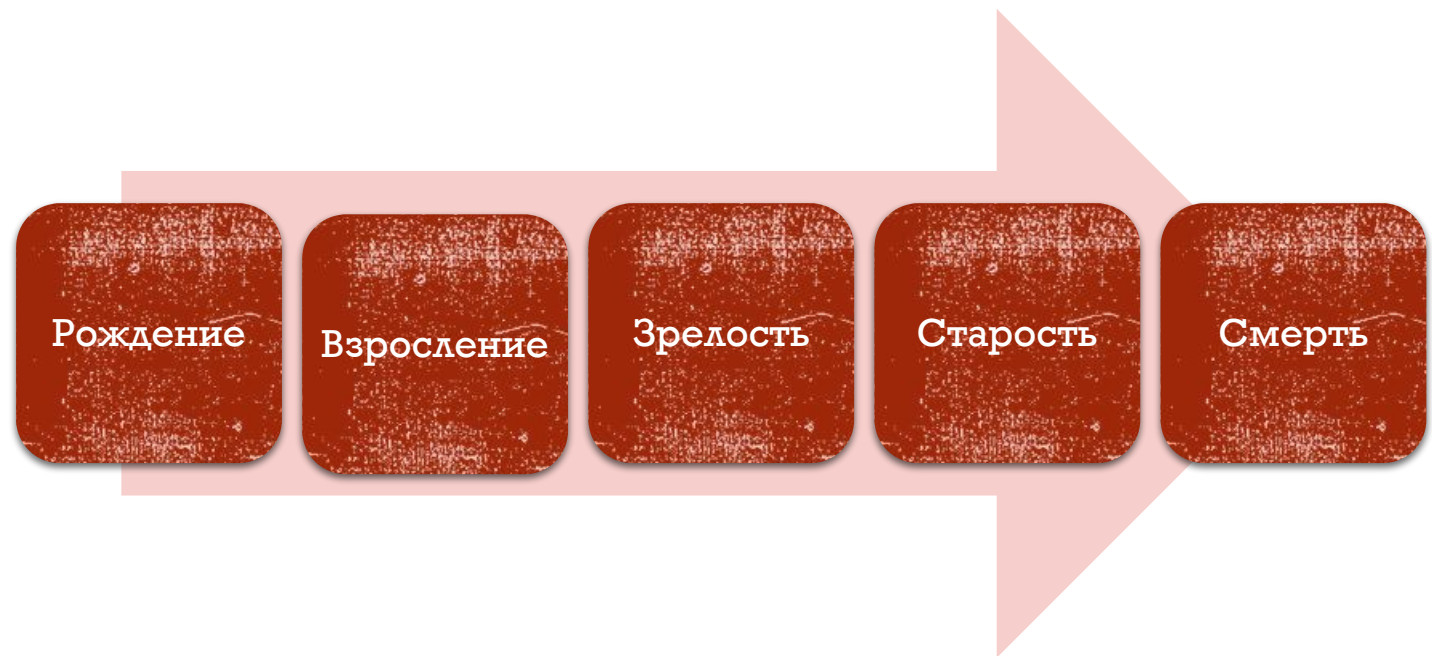 Рождение
Взросление
Зрелость
Старость
Смерть